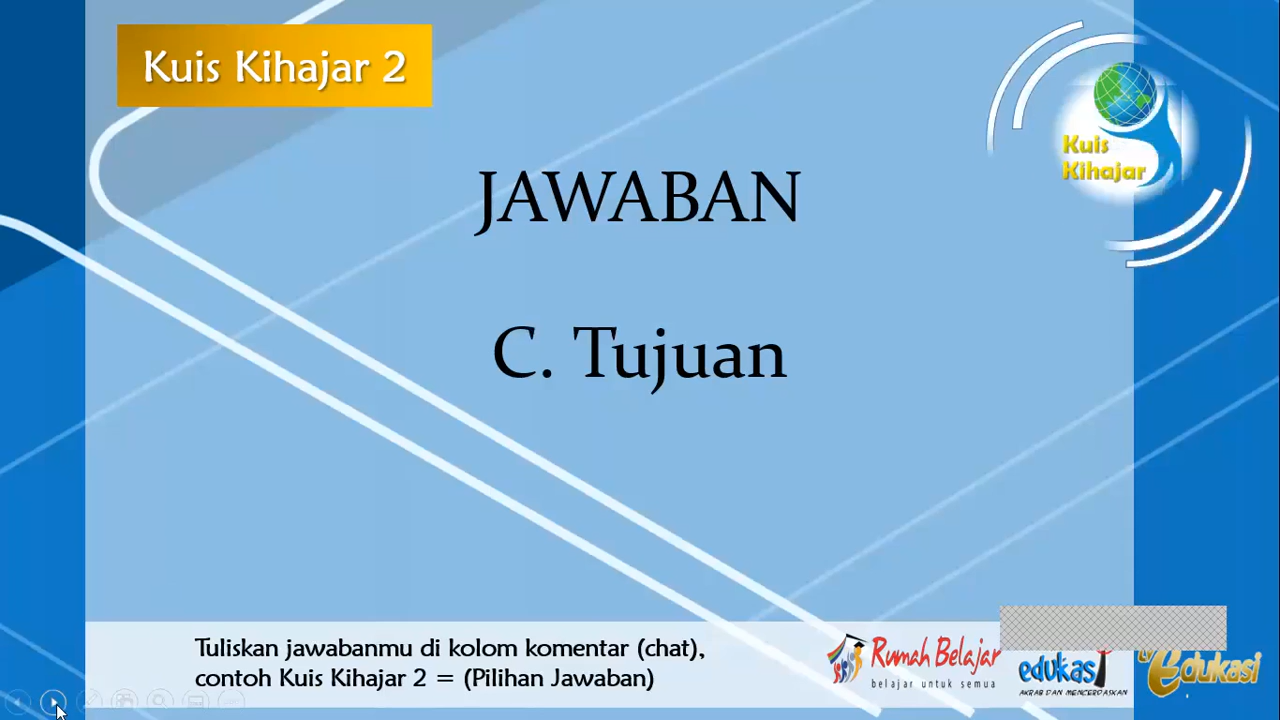 Kuis Kihajar 2
Kuis
Kihajar
JAWABAN
C. Tujuan
Tuliskan jawabanmu di kolom komentar (chat),
contoh Kuis Kihajar 2 = (Pilihan Jawaban)
Rumah Belajar
belajar untuk semua
edukasi
AKRAB DAN MENCERDASKAN
Edukasi